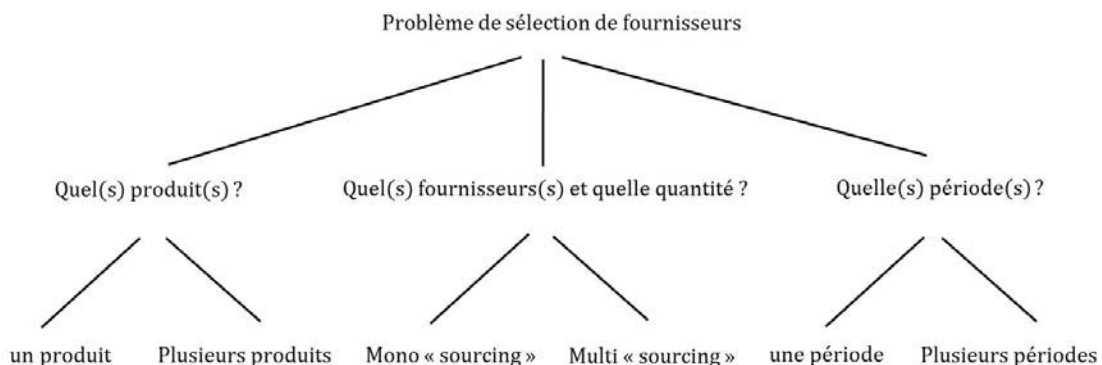 Problème de sélection de fournisseurs
Quel(s) produit(s) ?
Quel(s) fournisseurs(s) et quelle quantité ?
Quelle(s) période(s) ?
un produit
Plusieurs produits
Mono « sourcing »
Multi « sourcing »
une période
Plusieurs périodes